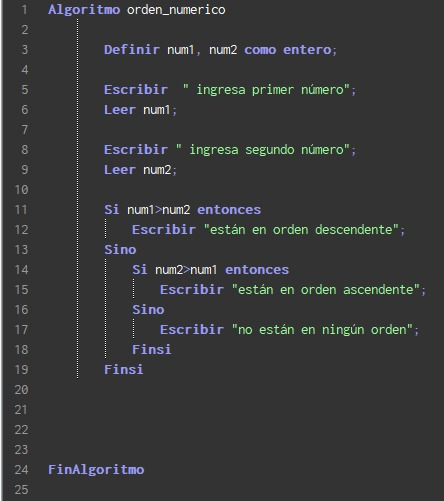 1 Algoritmo orden_numerico
2
3 Definir num1, num2 como entero;
4
5 Escribir " ingresa primer número";
6 Leer num1;
7
8 Escribir " ingresa segundo número";
9 Leer num2;
10
11 Si num1>num2 entonces
12 Escribir "están en orden descendente";
13 Sino
14 Si num2>num1 entonces
15 Escribir "están en orden ascendente";
16 Sino
17 Escribir "no están en ningún orden";
18 Finsi
19 Finsi
20
21
22
23
24 FinAlgoritmo
25